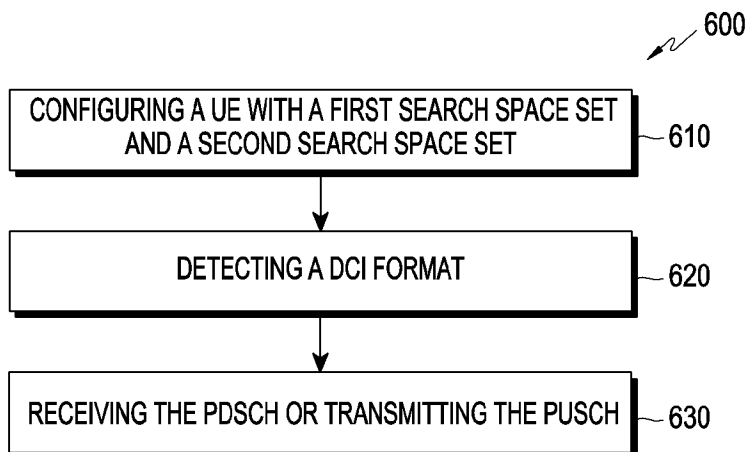 600
CONFIGURING A UE WITH A FIRST SEARCH SPACE SET
AND A SECOND SEARCH SPACE SET
610
DETECTING A DCI FORMAT
620
RECEIVING THE PDSCH OR TRANSMITTING THE PUSCH
630